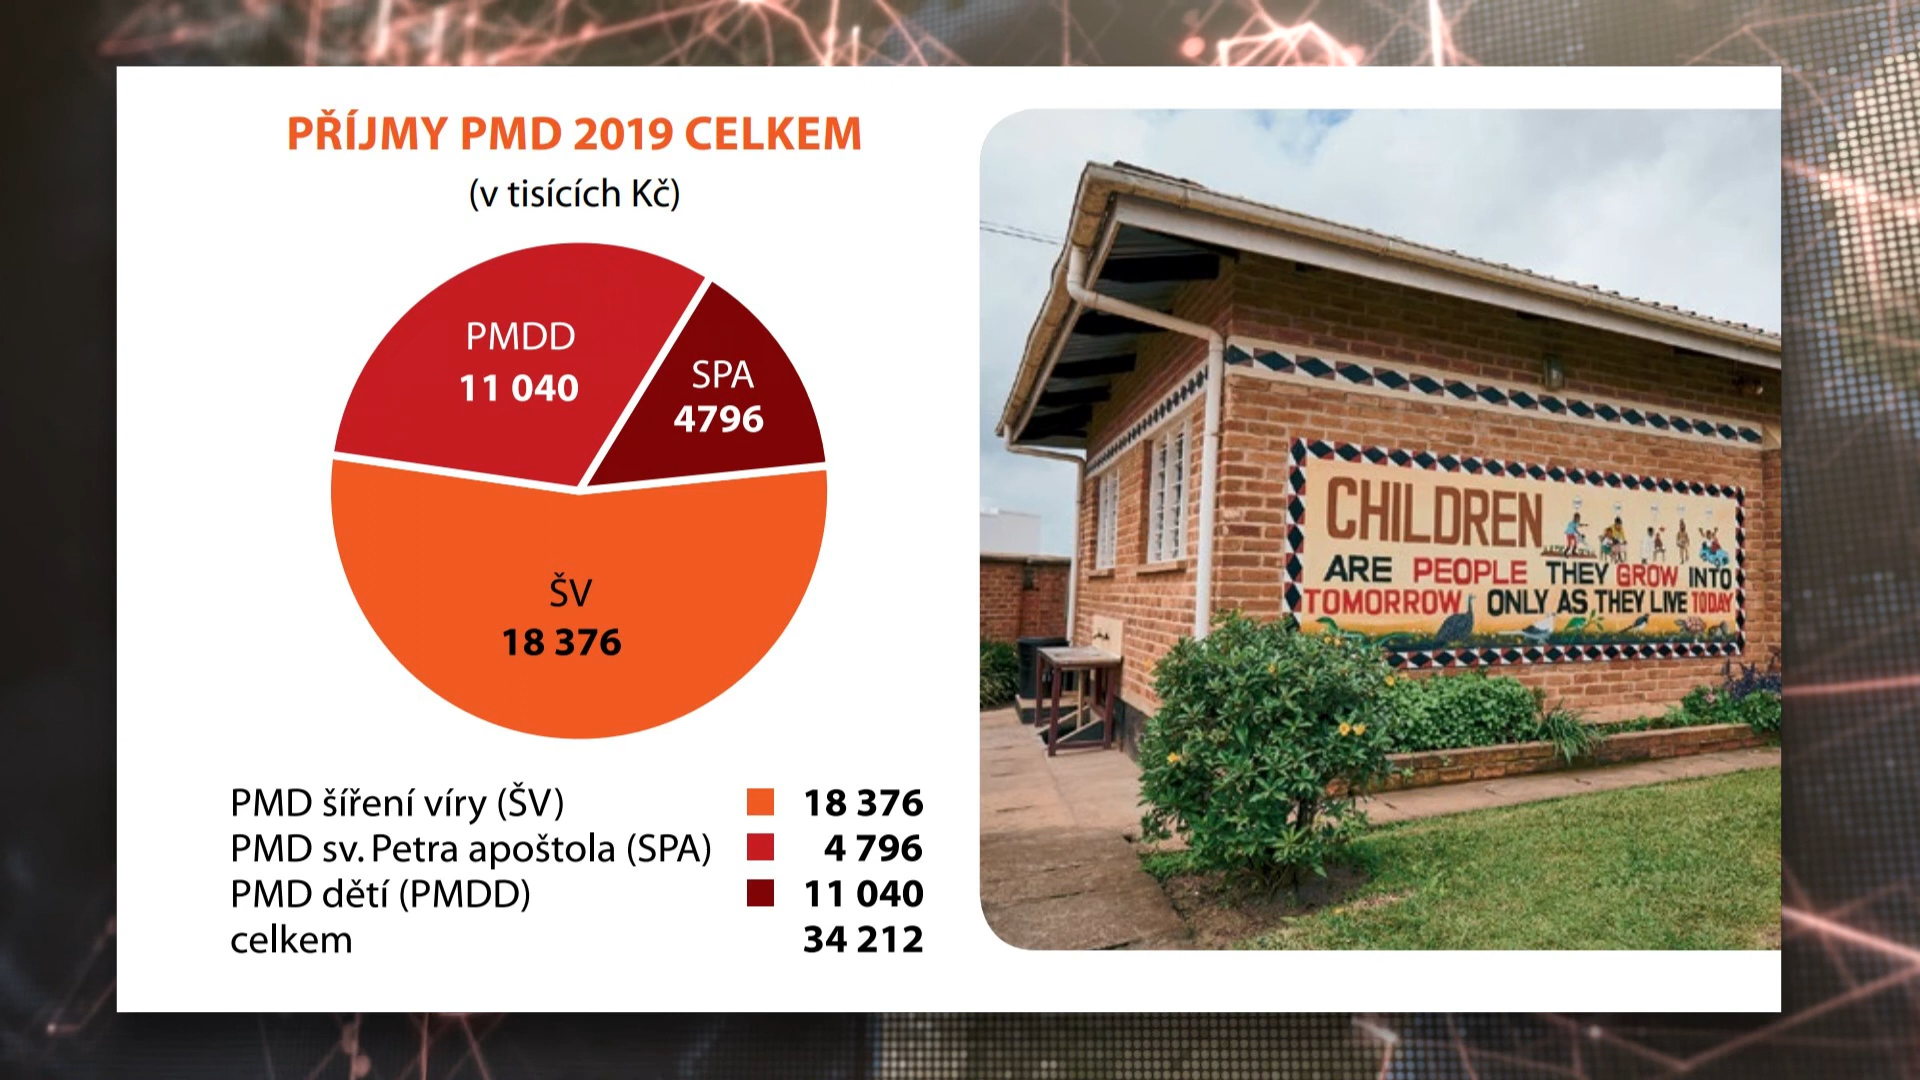 PŘÍJMY PMD 2019 CELKEM
(v tisících Kč)
PMDD
11 040
SPA
4796
ŠV
18 376
PMD šíření víry (ŠV) 18 376
PMD sv. Petra apoštola (SPA) 4 796
PMD dětí (PMDD) 11 040
celkem 34 212
CHILDREN
ARE PEOPLE THEY GROW INTO
TOMORROW ONLY AS THEY LIVE TODAY